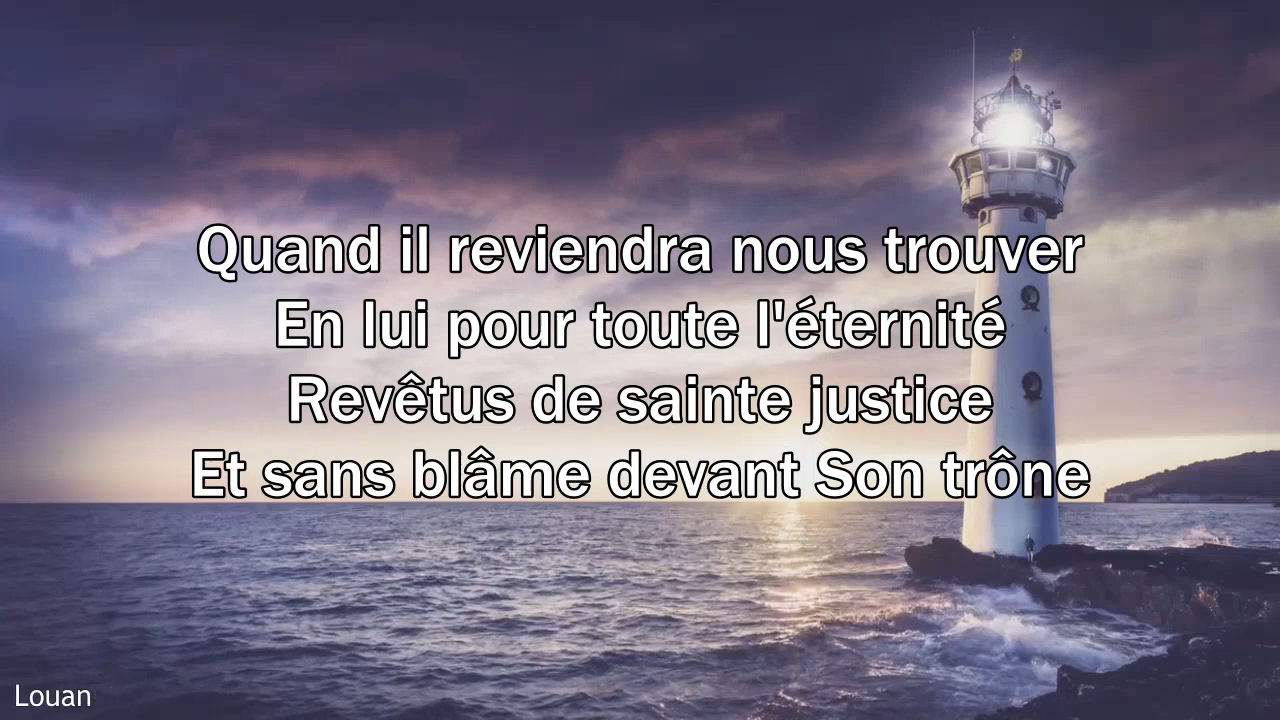 Quand il reviendra nous trouver
En lui pour toute l'éternité
Revêtus de sainte justice
Et sans blâme devant Son trône
Louan